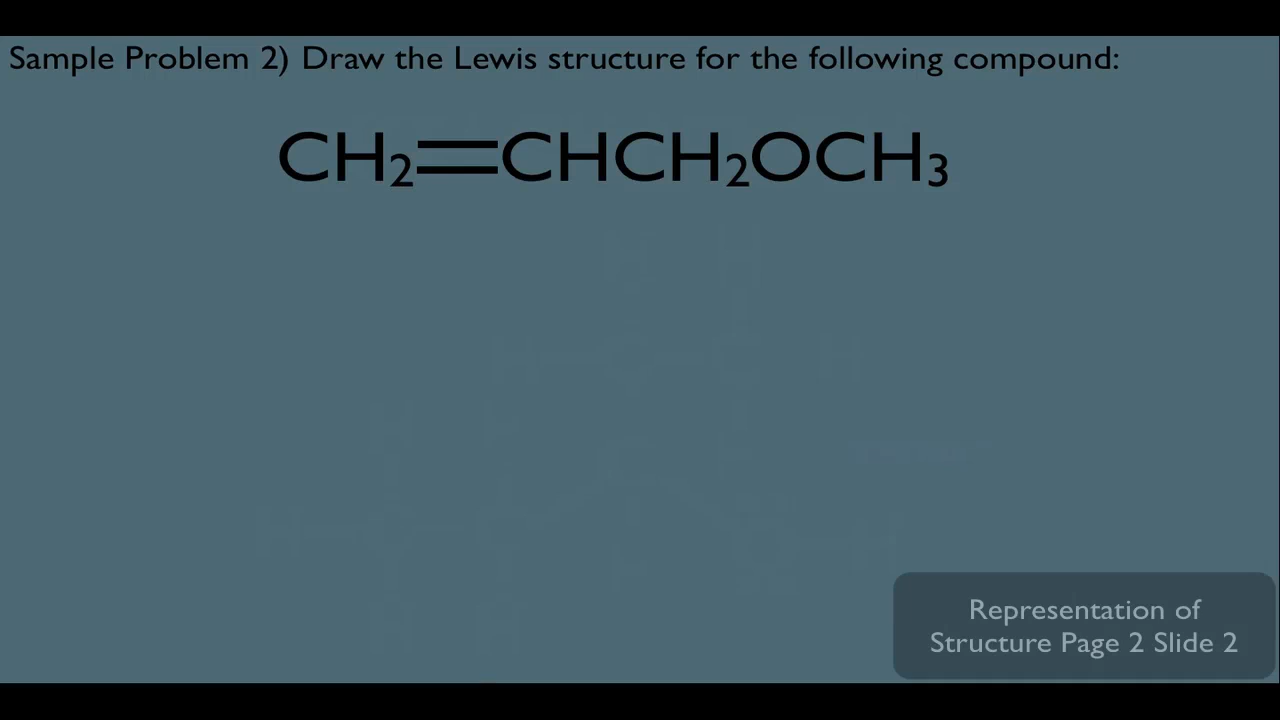 Sample Problem 2) Draw the Lewis structure for the following compound:
CH₂=CHCH₂OCH₃
Representation of
Structure Page 2 Slide 2